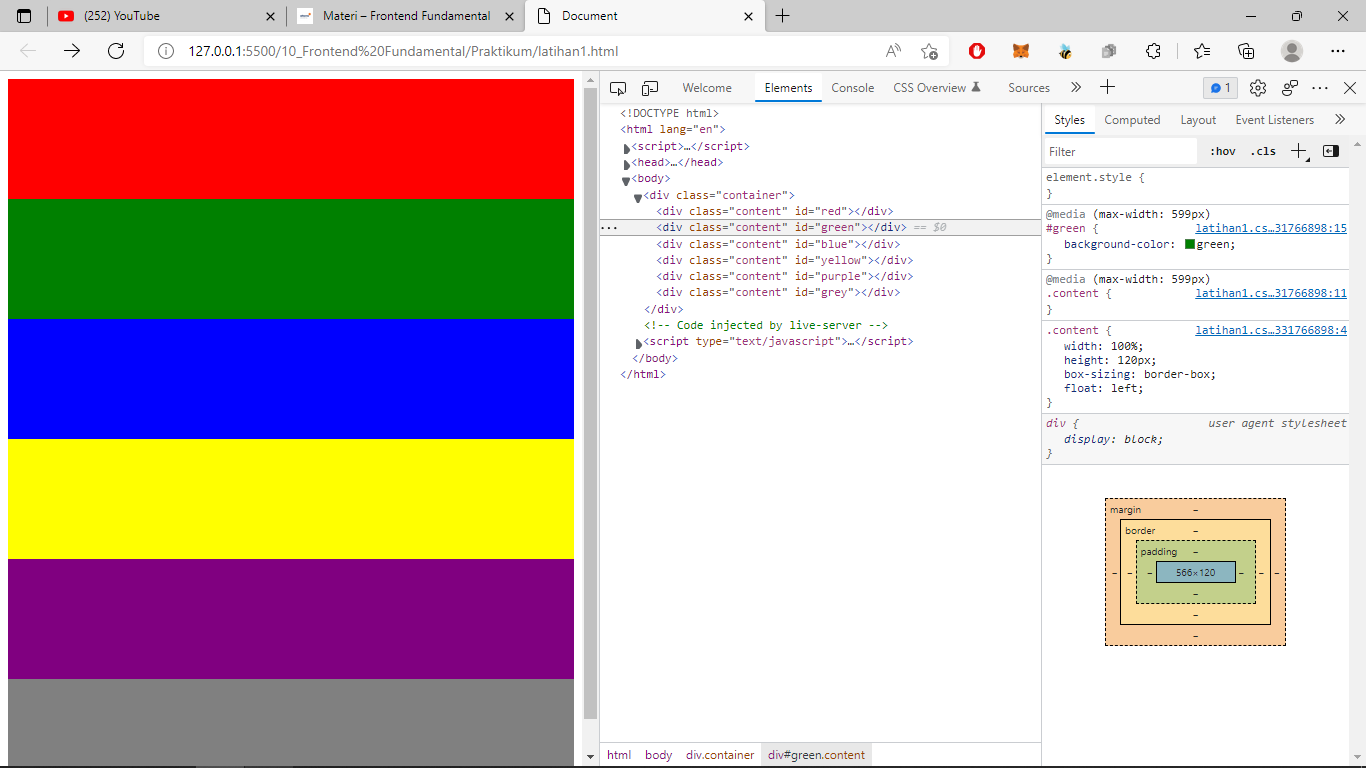 (252) YouTube
Materi – Frontend Fundamental
Document
127.0.0.1:5500/10_Frontend%20Fundamental/Praktikum/latihan1.html
Welcome
Elements
Console
CSS Overview
Sources
1
<!DOCTYPE html>
<html lang="en">
<script>…</script>
<head>…</head>
<body>
<div class="container">
<div class="content" id="red"></div>
<div class="content" id="green"></div> == $0
<div class="content" id="blue"></div>
<div class="content" id="yellow"></div>
<div class="content" id="purple"></div>
<div class="content" id="grey"></div>
</div>
<!-- Code injected by live-server -->
<script type="text/javascript">…</script>
</body>
</html>
html body div.container div#green.content
Styles Computed Layout Event Listeners
Filter :hov .cls
element.style {
}
@media (max-width: 599px)
#green { latihan1.cs…31766898:15
background-color: green;
}
@media (max-width: 599px)
.content { latihan1.cs…31766898:11
}
.content { latihan1.cs…331766898:4
width: 100%;
height: 120px;
box-sizing: border-box;
float: left;
}
div { user agent stylesheet
display: block;
}
margin –
border –
padding –
– – – 566×120 – – –
–
–
–